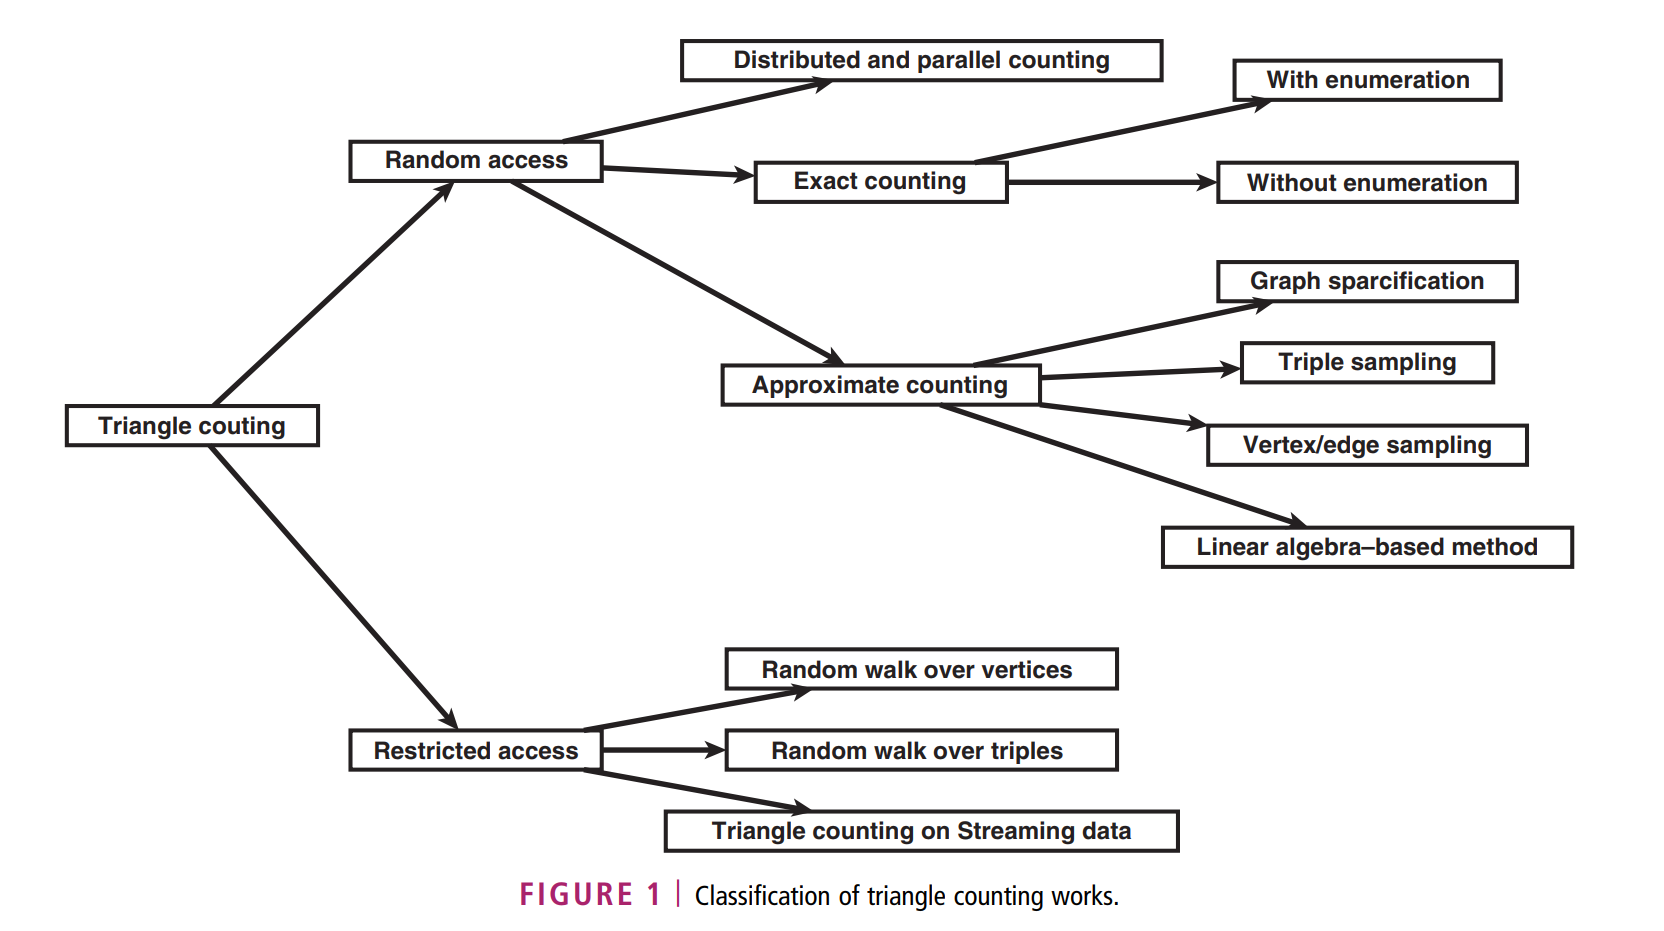 Distributed and parallel counting
With enumeration
Random access
Exact counting
Without enumeration
Graph sparcification
Triple sampling
Approximate counting
Triangle couting
Vertex/edge sampling
Linear algebra–based method
Random walk over vertices
Restricted access
Random walk over triples
Triangle counting on Streaming data
FIGURE 1 | Classification of triangle counting works.